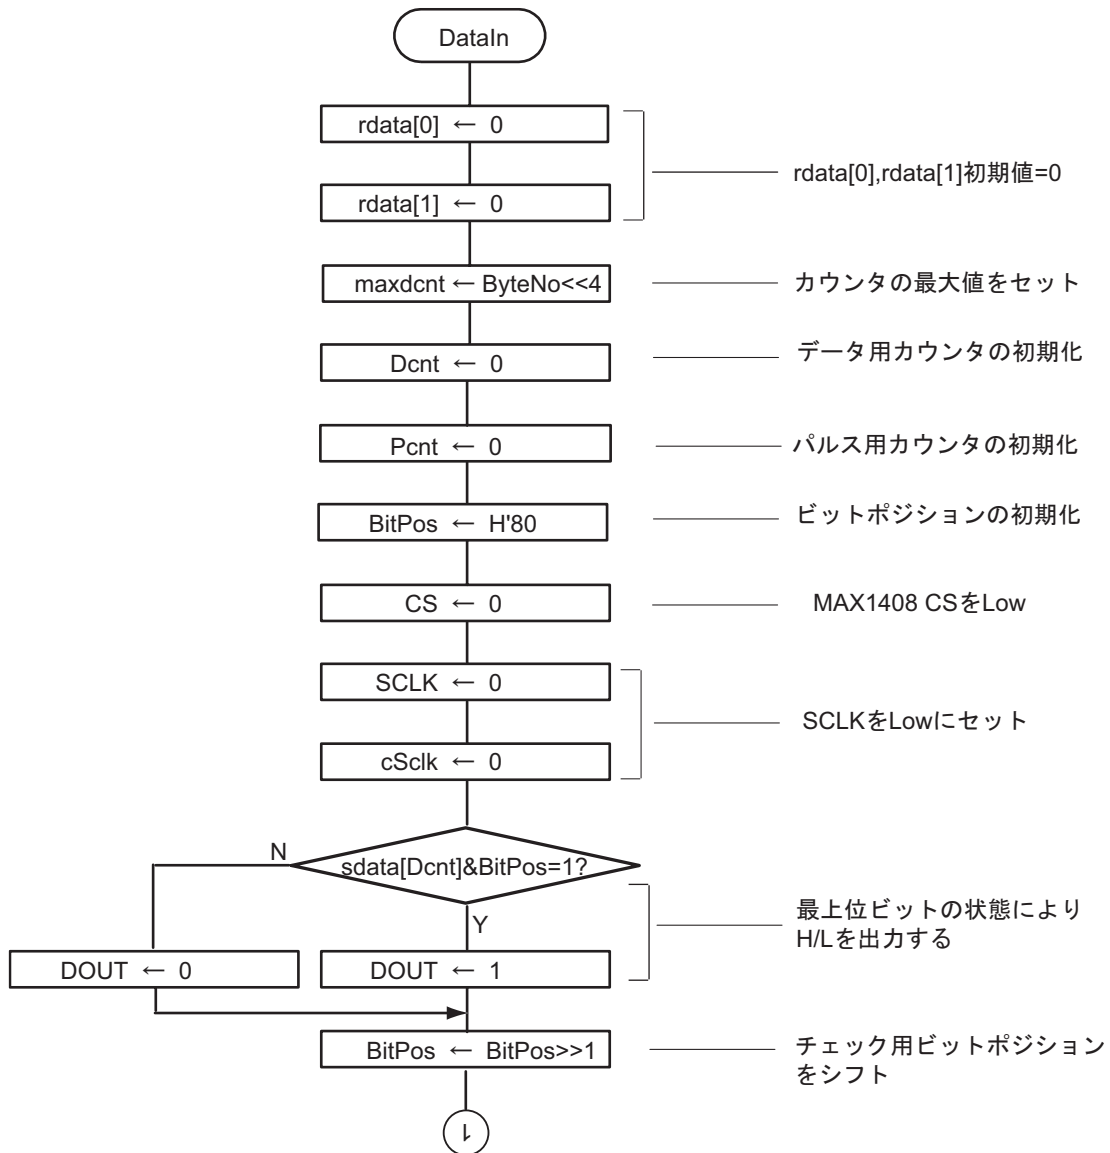 DataIn
rdata[0] ← 0
rdata[1] ← 0
rdata[0],rdata[1]初期値=0
maxdcnt ← ByteNo<<4
カウンタの最大値をセット
Dcnt ← 0
データ用カウンタの初期化
Pcnt ← 0
パルス用カウンタの初期化
BitPos ← H'80
ビットポジションの初期化
CS ← 0
MAX1408 CSをLow
SCLK ← 0
cSclk ← 0
SCLKをLowにセット
sdata[Dcnt]&BitPos=1?
N
Y
DOUT ← 0
DOUT ← 1
最上位ビットの状態により
H/Lを出力する
BitPos ← BitPos>>1
チェック用ビットポジション
をシフト
1